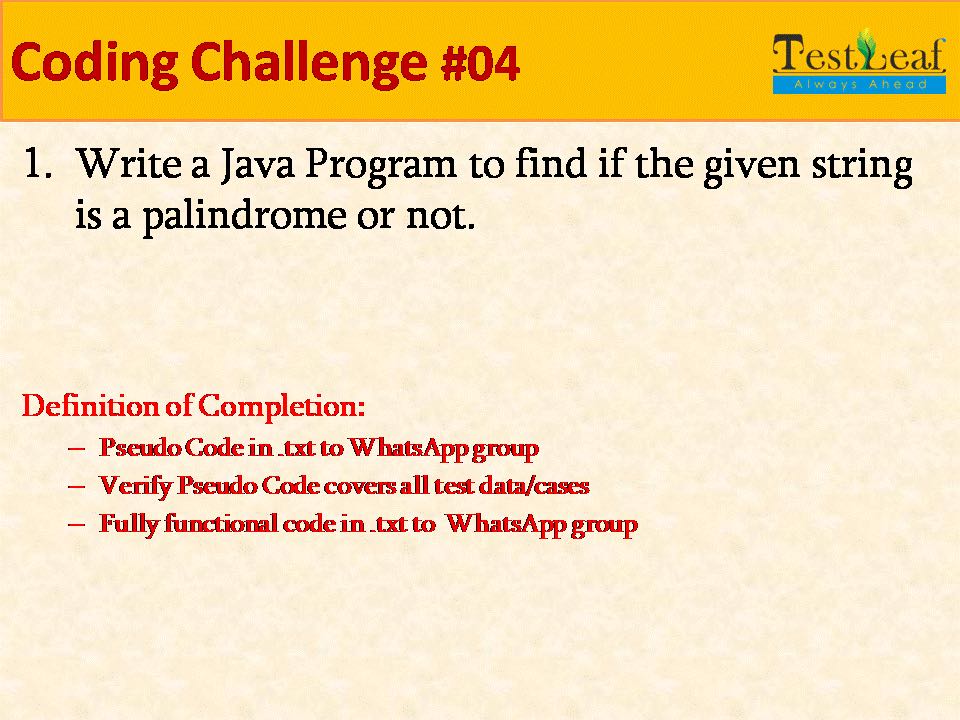 Coding Challenge #04
TestLeaf
Always Ahead
1. Write a Java Program to find if the given string
is a palindrome or not.
Definition of Completion:
– Pseudo Code in .txt to WhatsApp group
– Verify Pseudo Code covers all test data/cases
– Fully functional code in .txt to WhatsApp group